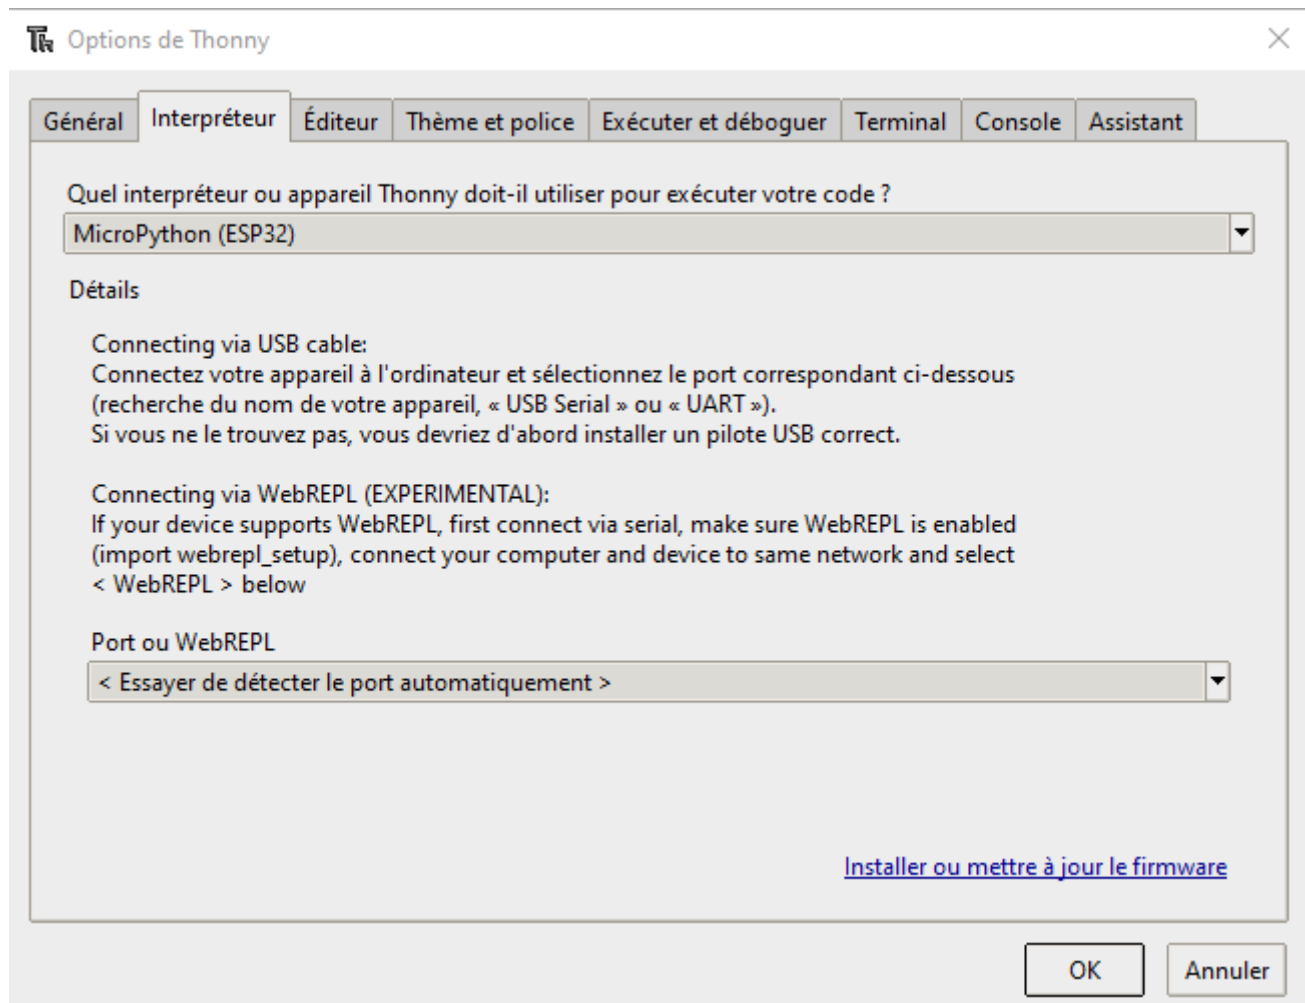 Options de Thonny
Général Interpréteur Éditeur Thème et police Exécuter et déboguer Terminal Console Assistant
Quel interpréteur ou appareil Thonny doit-il utiliser pour exécuter votre code ?
MicroPython (ESP32)
Détails
Connecting via USB cable:
Connectez votre appareil à l'ordinateur et sélectionnez le port correspondant ci-dessous
(recherche du nom de votre appareil, « USB Serial » ou « UART »).
Si vous ne le trouvez pas, vous devriez d'abord installer un pilote USB correct.
Connecting via WebREPL (EXPERIMENTAL):
If your device supports WebREPL, first connect via serial, make sure WebREPL is enabled
(import webrepl_setup), connect your computer and device to same network and select
< WebREPL > below
Port ou WebREPL
< Essayer de détecter le port automatiquement >
Installer ou mettre à jour le firmware
OK Annuler